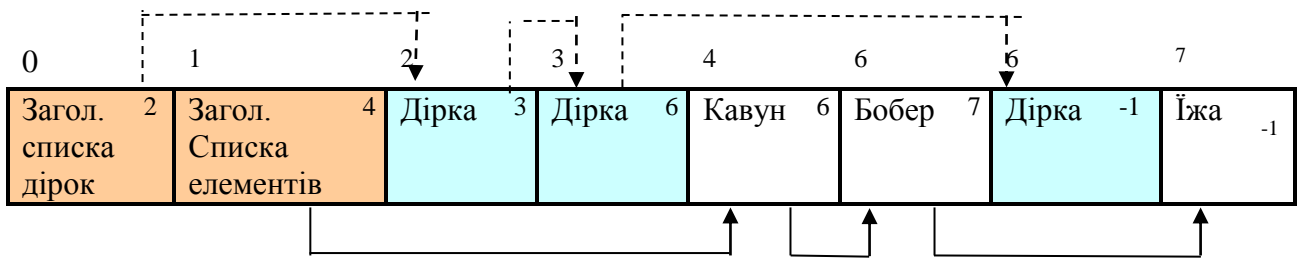 0 1 2 3 4 6 6 7
Загол. 2 Загол. 4 Дірка 3 Дірка 6 Кавун 6 Бобер 7 Дірка -1 Їжа -1
списка Списка
дірок елементів